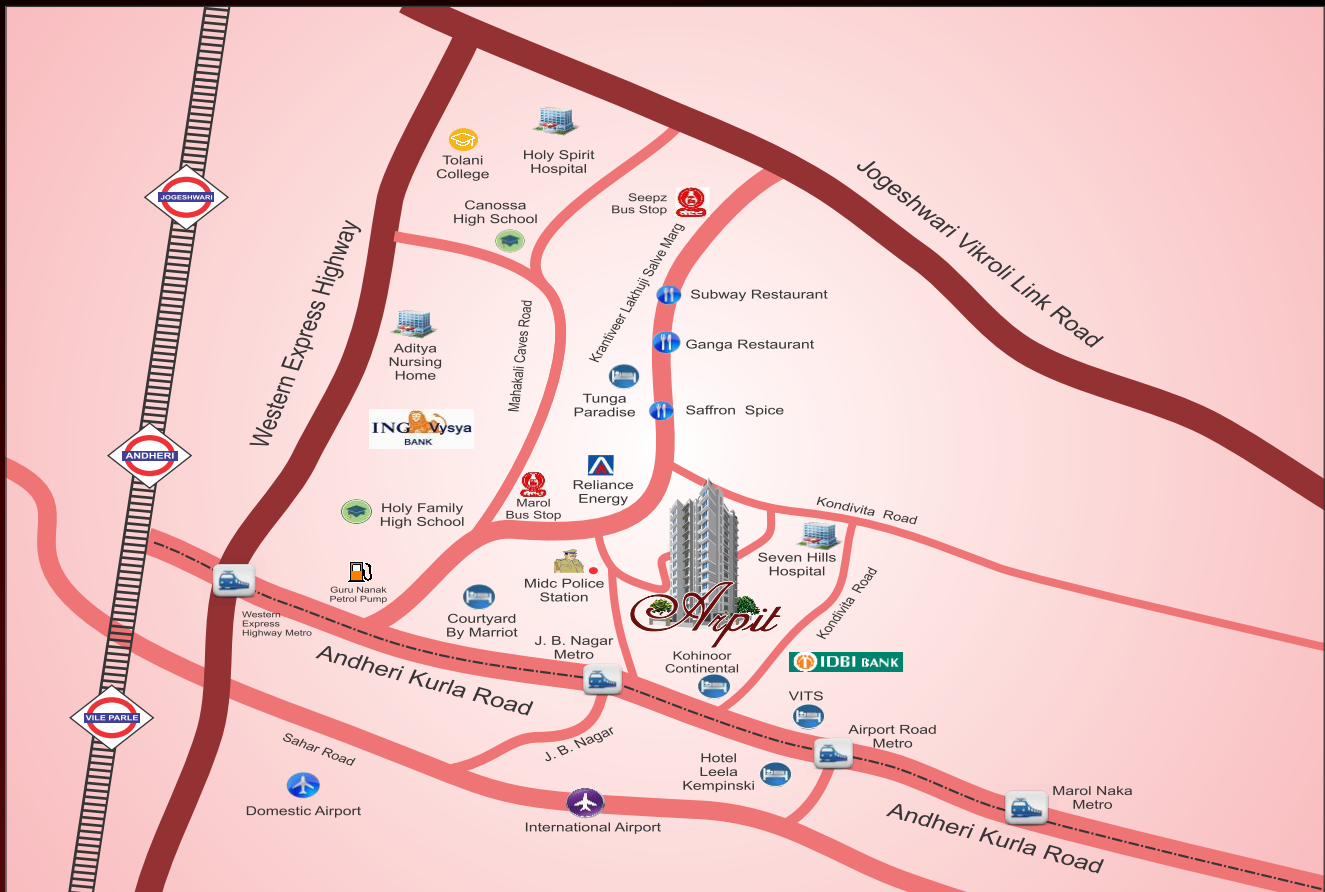 Tolani
College
Holy Spirit
Hospital
JOGESHWARI
Canossa
High School
Seepz
Bus Stop
Jogeshwari Vikroli Link Road
Western Express Highway
Krantiveer Lakhuji Salve Marg
Subway Restaurant
Mahakali Caves Road
Ganga Restaurant
Aditya
Nursing
Home
Tunga
Paradise
Saffron Spice
ING Vysya
BANK
ANDHERI
Reliance
Energy
Marol
Bus Stop
Holy Family
High School
Kondivita Road
Seven Hills
Hospital
Midc Police
Station
Guru Nanak
Petrol Pump
Kondivita Road
Arpit
Western
Express
Highway Metro
Courtyard
By Marriot
J. B. Nagar
Metro
Kohinoor
Continental
IDBI BANK
Andheri Kurla Road
VITS
VILE PARLE
Airport Road
Metro
Sahar Road
J. B. Nagar
Hotel
Leela
Kempinski
Marol Naka
Metro
Domestic Airport
International Airport
Andheri Kurla Road